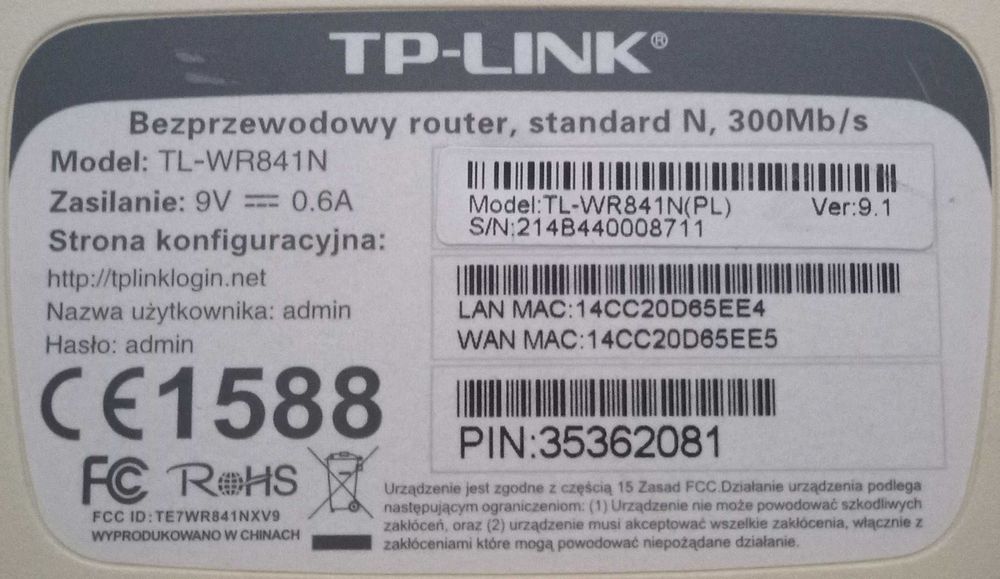 TP-LINK®
Bezprzewodowy router, standard N, 300Mb/s
Model: TL-WR841N
Zasilanie: 9V ⎓ 0.6A
Strona konfiguracyjna:
http://tplinklogin.net
Nazwa użytkownika: admin
Hasło: admin
CE1588
FCC RoHS
FCC ID: TE7WR841NXV9
WYPRODUKOWANO W CHINACH
Model:TL-WR841N(PL) Ver:9.1
S/N:214B440008711
LAN MAC:14CC20D65EE4
WAN MAC:14CC20D65EE5
PIN:35362081
Urządzenie jest zgodne z częścią 15 Zasad FCC.Działanie urządzenia podlega
następującym ograniczeniom: (1) Urządzenie nie może powodować szkodliwych
zakłóceń, oraz (2) urządzenie musi akceptować wszelkie zakłócenia, włącznie z
zakłóceniami które mogą powodować niepożądane działanie.